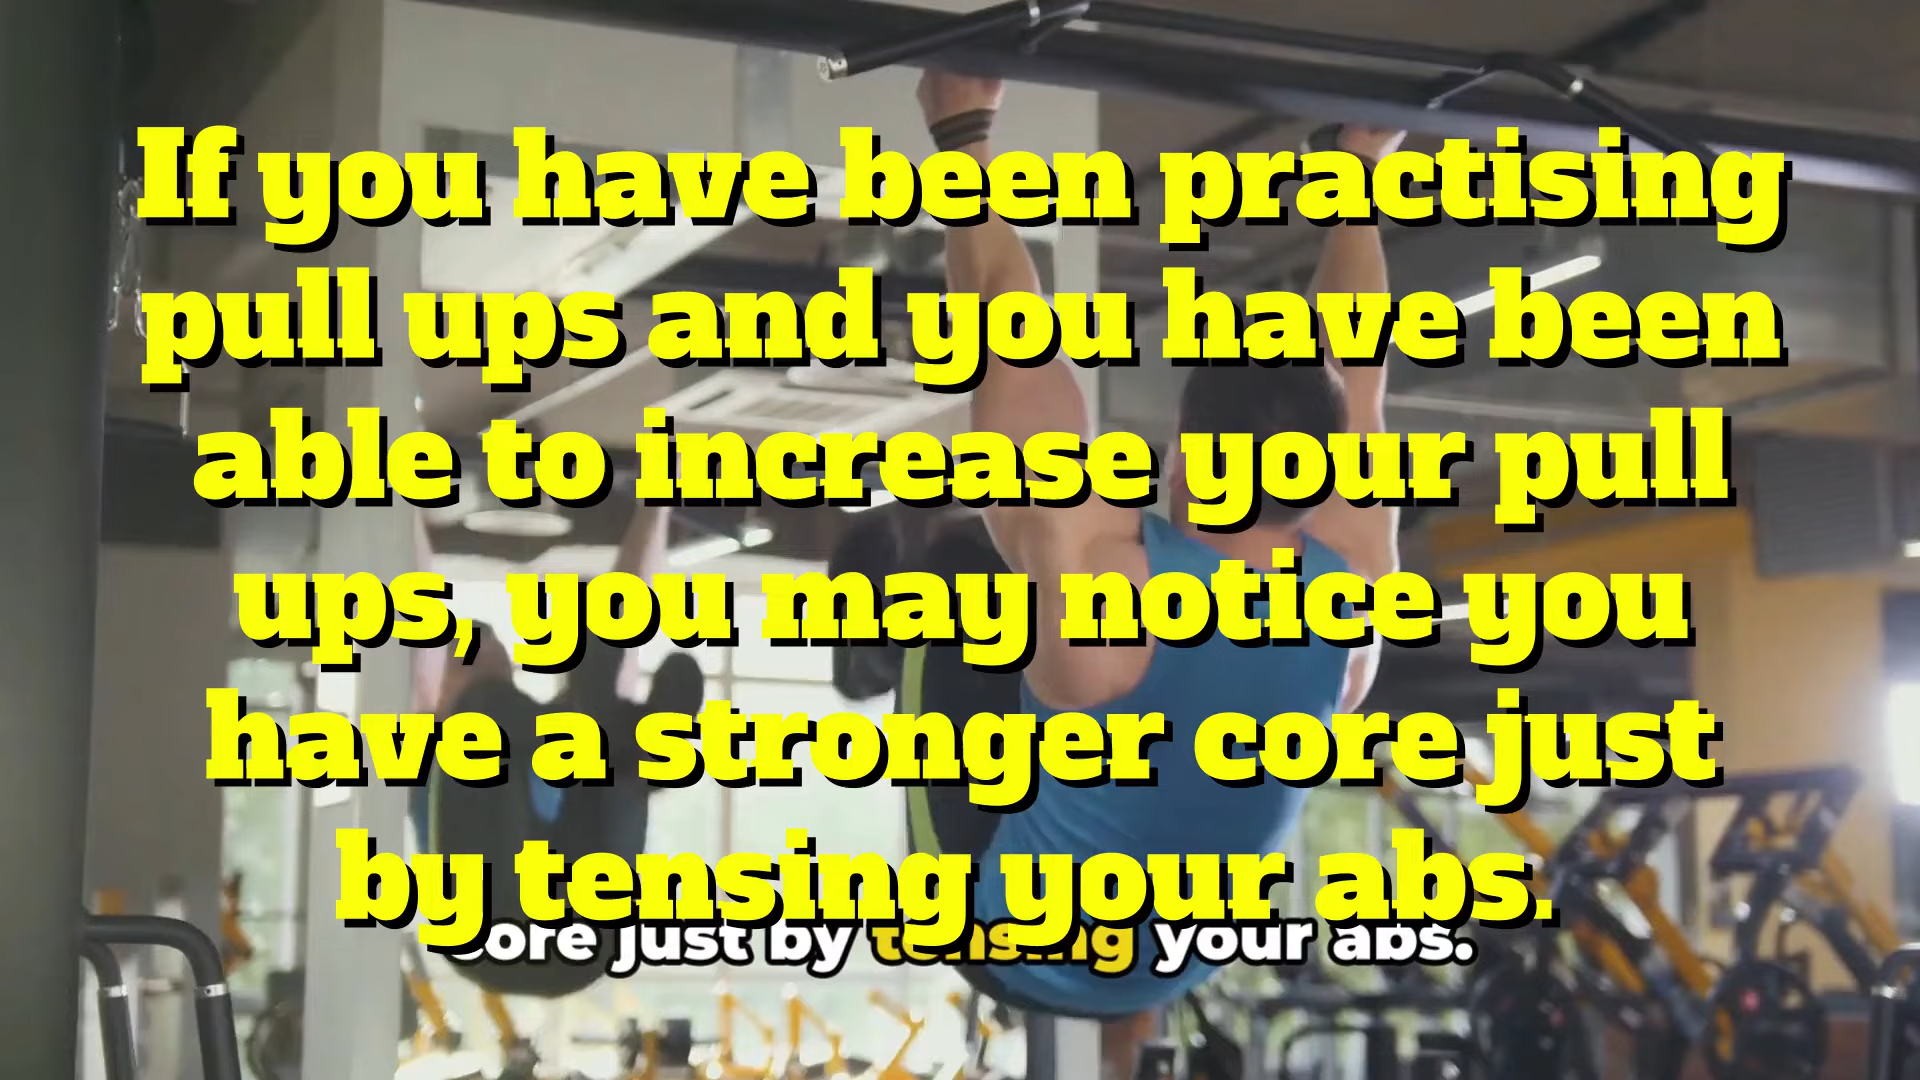 If you have been practising
pull ups and you have been
able to increase your pull
ups, you may notice you
have a stronger core just
by tensing your abs.
core just by tensing your abs.